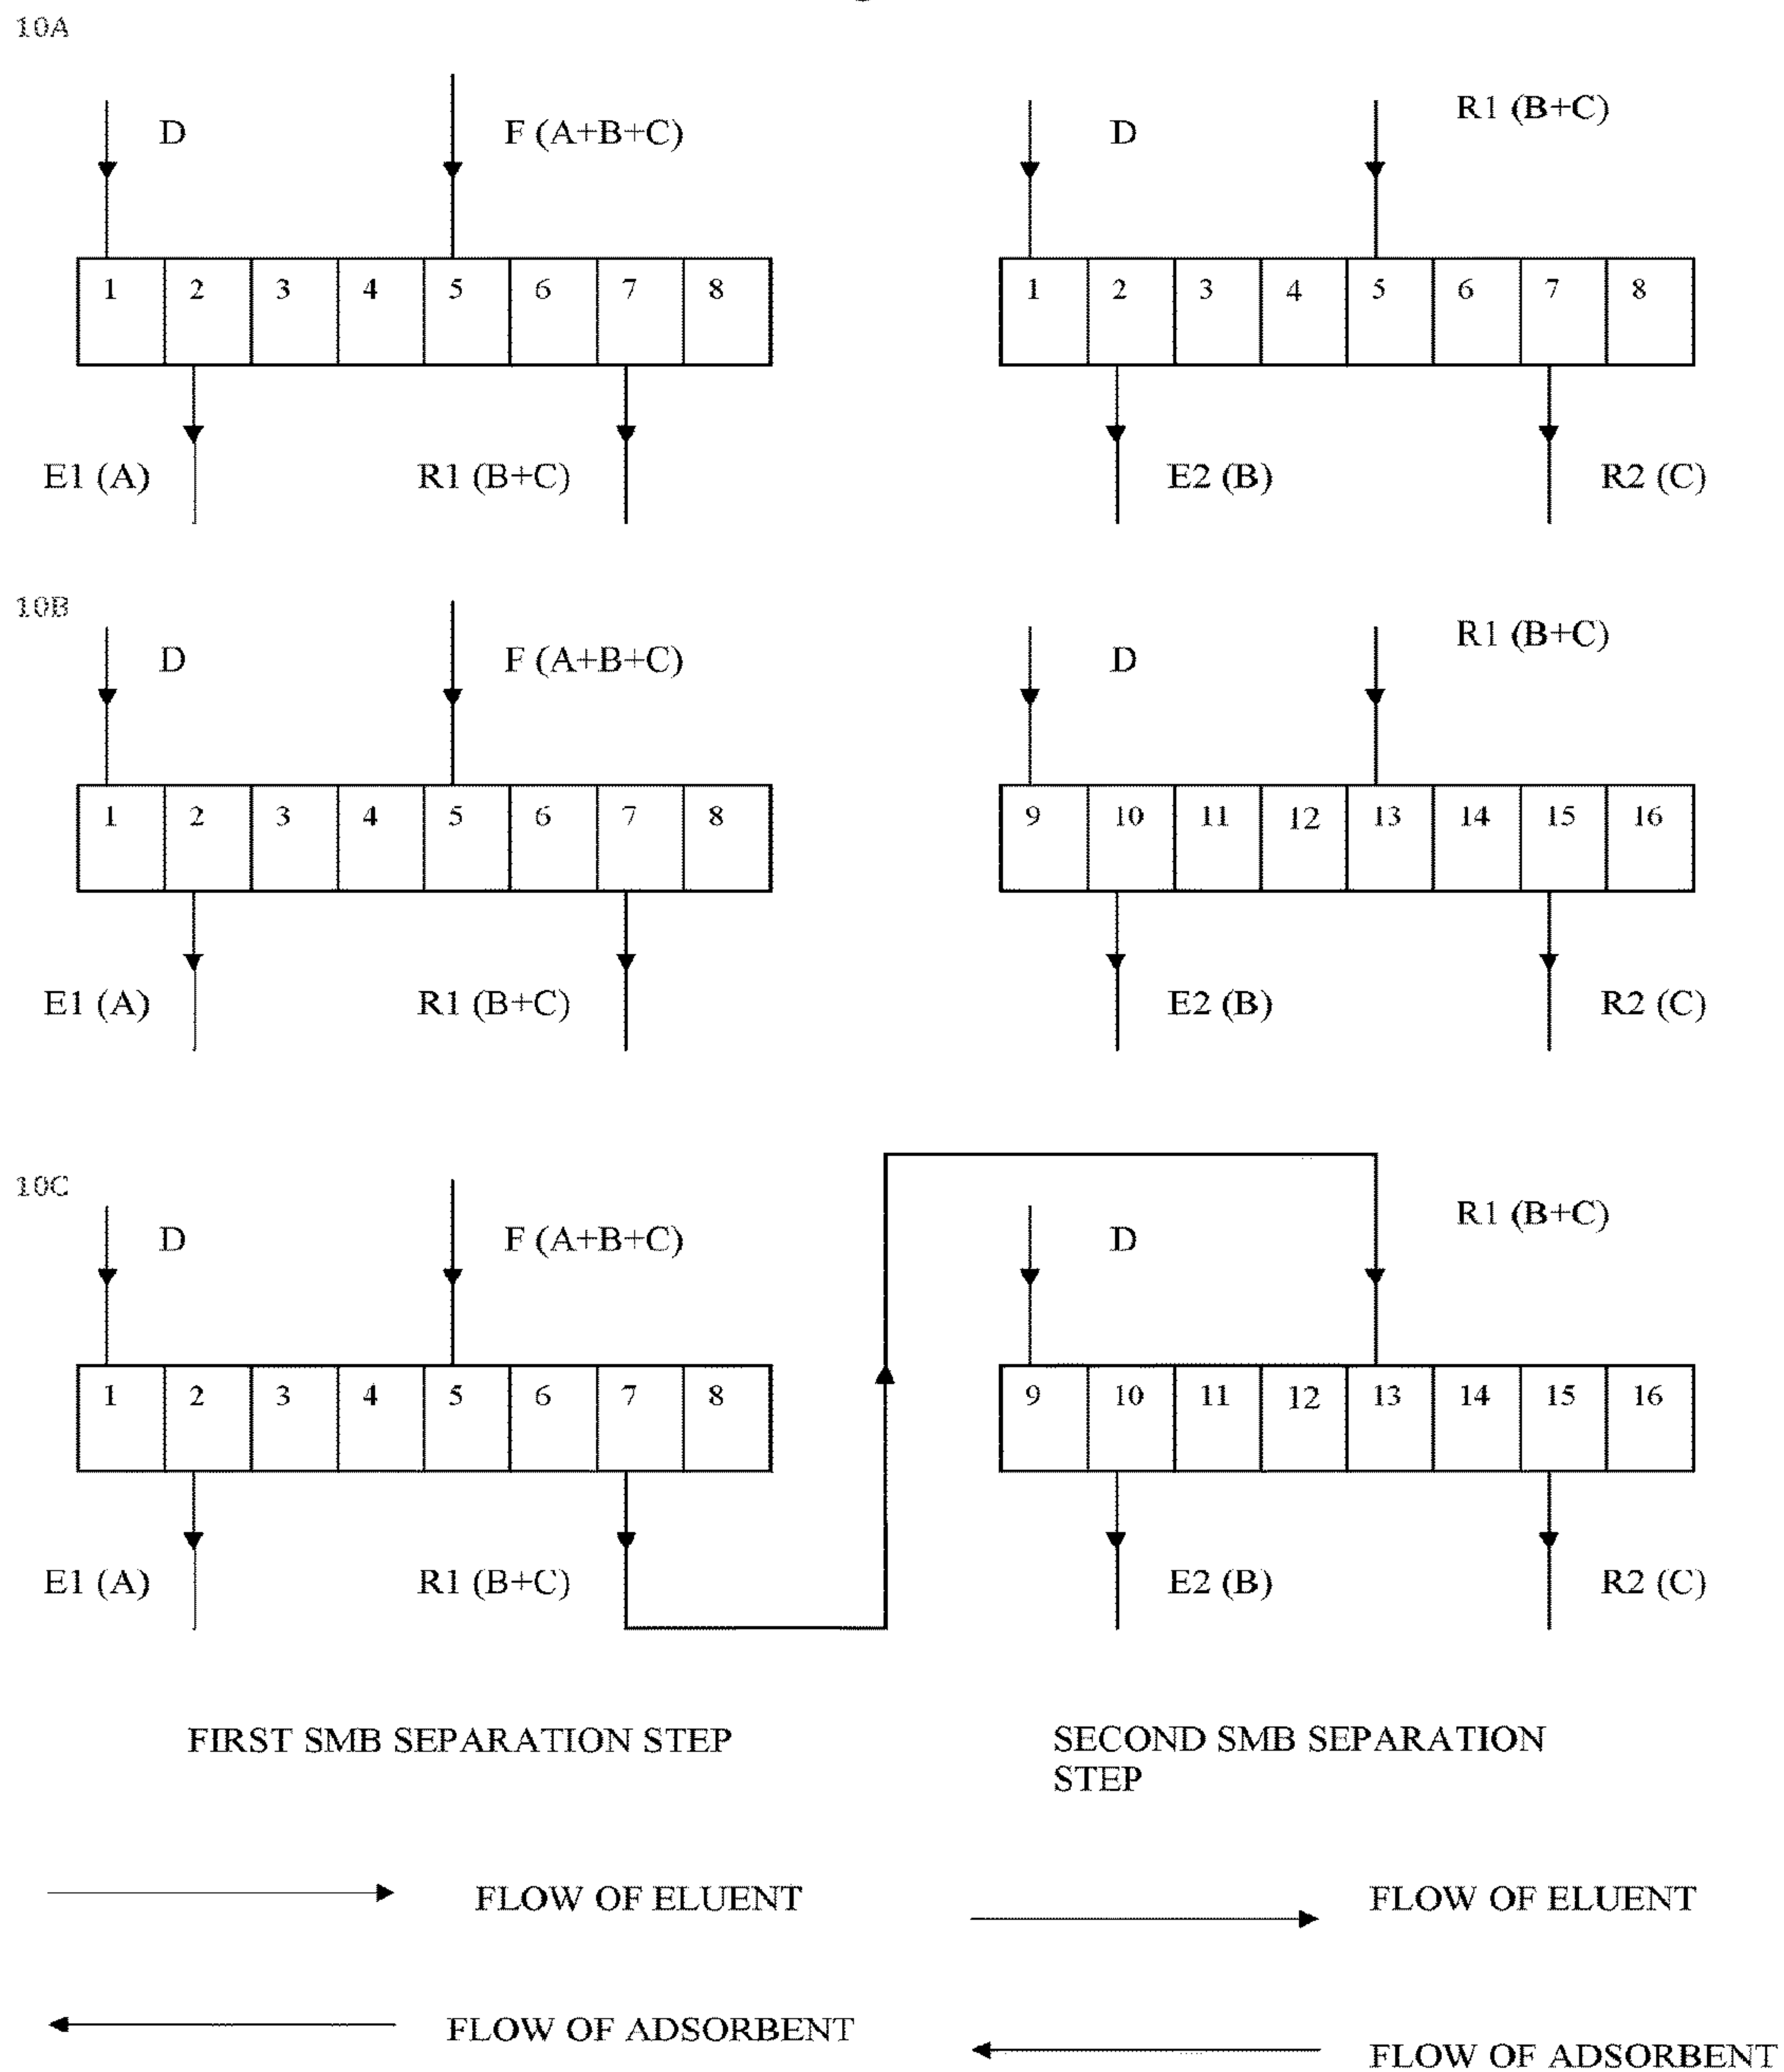 10A
D
F (A+B+C)
D
R1 (B+C)
1 2 3 4 5 6 7 8
1 2 3 4 5 6 7 8
E1 (A)
R1 (B+C)
E2 (B)
R2 (C)
10B
D
F (A+B+C)
D
R1 (B+C)
1 2 3 4 5 6 7 8
9 10 11 12 13 14 15 16
E1 (A)
R1 (B+C)
E2 (B)
R2 (C)
10C
D
F (A+B+C)
D
R1 (B+C)
1 2 3 4 5 6 7 8
9 10 11 12 13 14 15 16
E1 (A)
R1 (B+C)
E2 (B)
R2 (C)
FIRST SMB SEPARATION STEP
SECOND SMB SEPARATION
STEP
FLOW OF ELUENT
FLOW OF ELUENT
FLOW OF ADSORBENT
FLOW OF ADSORBENT